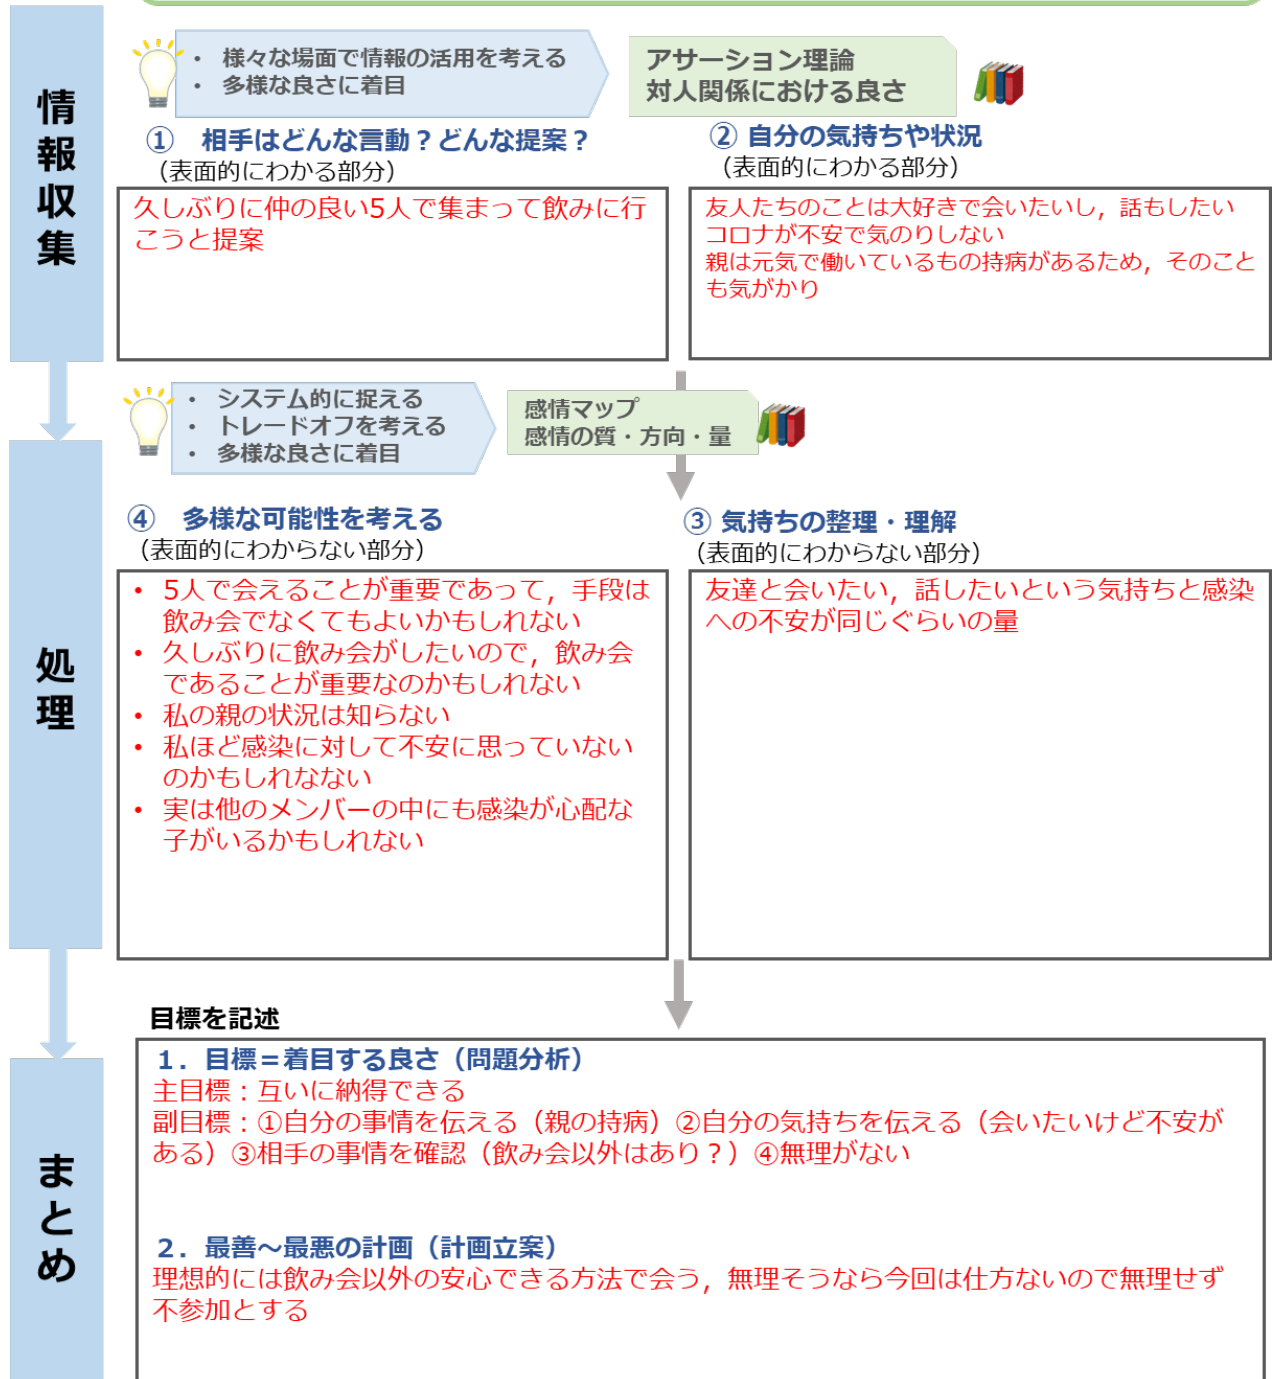 情報収集
・ 様々な場面で情報の活用を考える
・ 多様な良さに着目
アサーション理論
対人関係における良さ
① 相手はどんな言動？どんな提案？
（表面的にわかる部分）
久しぶりに仲の良い5人で集まって飲みに行
こうと提案
② 自分の気持ちや状況
（表面的にわかる部分）
友人たちのことは大好きで会いたいし，話もしたい
コロナが不安で気のりしない
親は元気で働いているもの持病があるため，そのこと
も気がかり
処理
・ システム的に捉える
・ トレードオフを考える
・ 多様な良さに着目
感情マップ
感情の質・方向・量
④ 多様な可能性を考える
（表面的にわからない部分）
• 5人で会えることが重要であって，手段は
飲み会でなくてもよいかもしれない
• 久しぶりに飲み会がしたいので，飲み会
であることが重要なのかもしれない
• 私の親の状況は知らない
• 私ほど感染に対して不安に思っていない
のかもしれなない
• 実は他のメンバーの中にも感染が心配な
子がいるかもしれない
③ 気持ちの整理・理解
（表面的にわからない部分）
友達と会いたい，話したいという気持ちと感染
への不安が同じぐらいの量
まとめ
目標を記述
１．目標＝着目する良さ（問題分析）
主目標：互いに納得できる
副目標：①自分の事情を伝える（親の持病）②自分の気持ちを伝える（会いたいけど不安が
ある）③相手の事情を確認（飲み会以外はあり？）④無理がない
２．最善～最悪の計画（計画立案）
理想的には飲み会以外の安心できる方法で会う，無理そうなら今回は仕方ないので無理せず
不参加とする